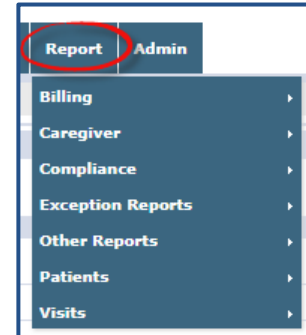 Report Admin
Billing
Caregiver
Compliance
Exception Reports
Other Reports
Patients
Visits